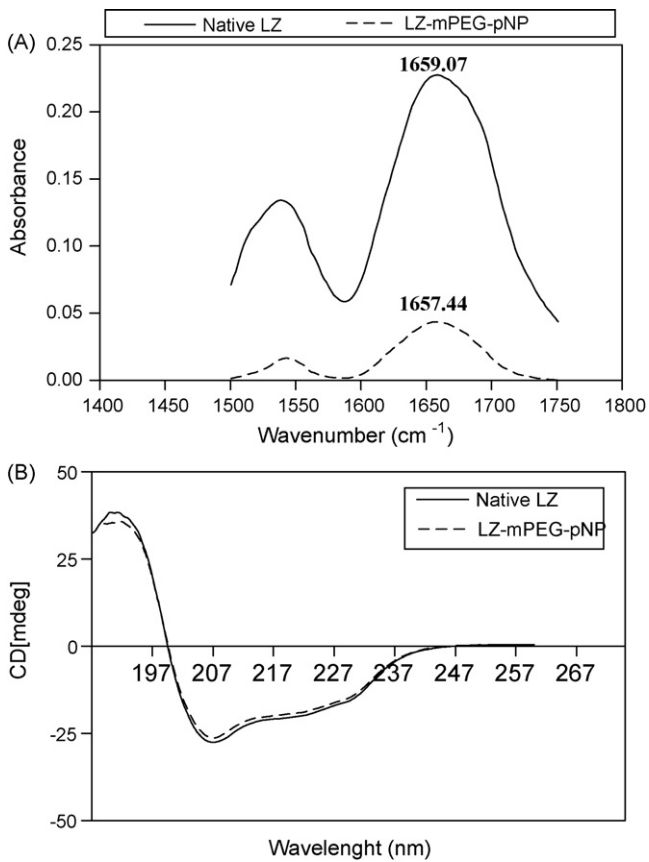 Native LZ LZ-mPEG-pNP
(A)
0.25
0.20
0.15
0.10
0.05
0.00
Absorbance
1659.07
1657.44
1400 1450 1500 1550 1600 1650 1700 1750 1800
Wavenumber (cm -1)
(B)
50
25
0
-25
-50
CD[mdeg]
Native LZ
LZ-mPEG-pNP
197 207 217 227 237 247 257 267
Wavelenght (nm)